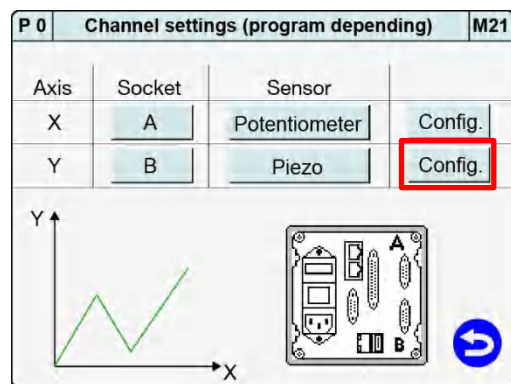 P 0 Channel settings (program depending) M21
Axis Socket Sensor
X A Potentiometer Config.
Y B Piezo Config.
Y
A
B
X